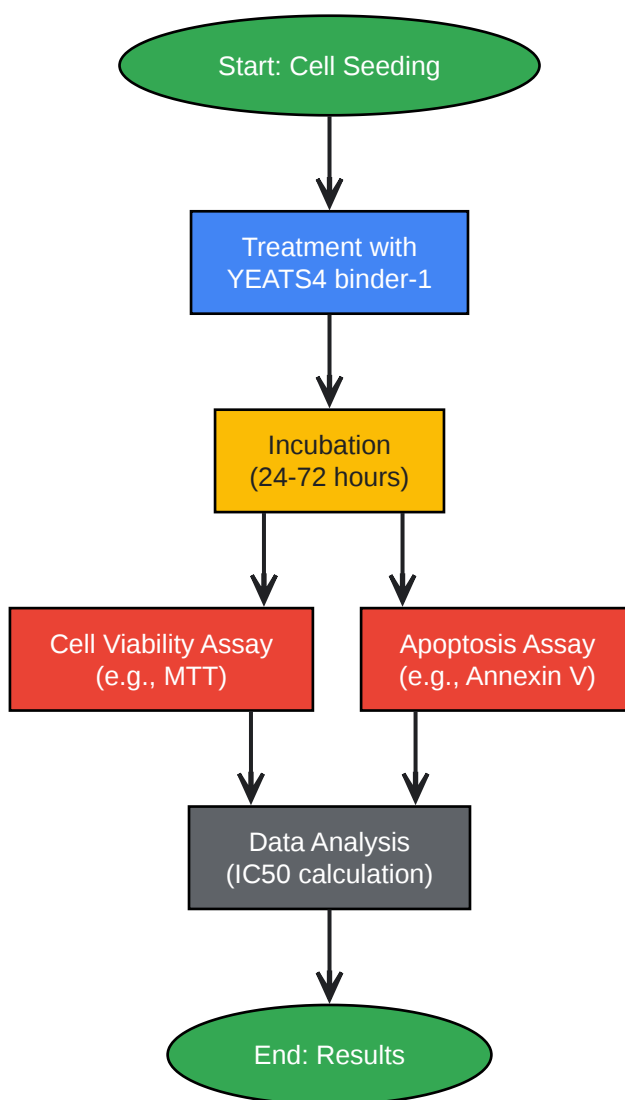 Start: Cell Seeding
Treatment with
YEATS4 binder-1
Incubation
(24-72 hours)
Cell Viability Assay
(e.g., MTT)
Apoptosis Assay
(e.g., Annexin V)
Data Analysis
(IC50 calculation)
End: Results